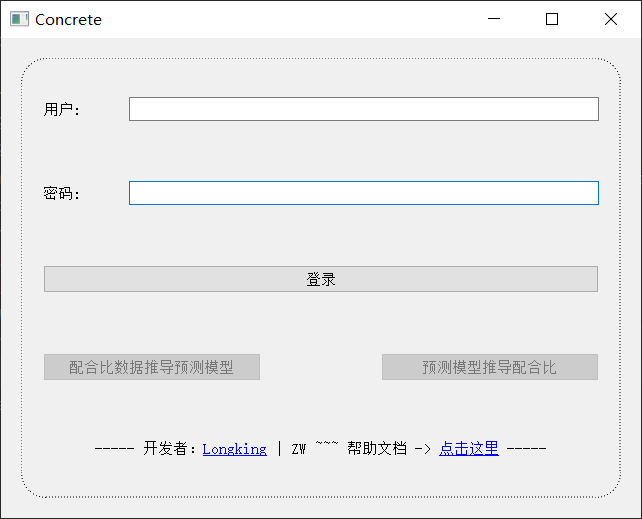 Concrete
用户:
密码:
登录
配合比数据推导预测模型 预测模型推导配合比
----- 开发者:Longking | ZW ~~~ 帮助文档 -> 点击这里 -----